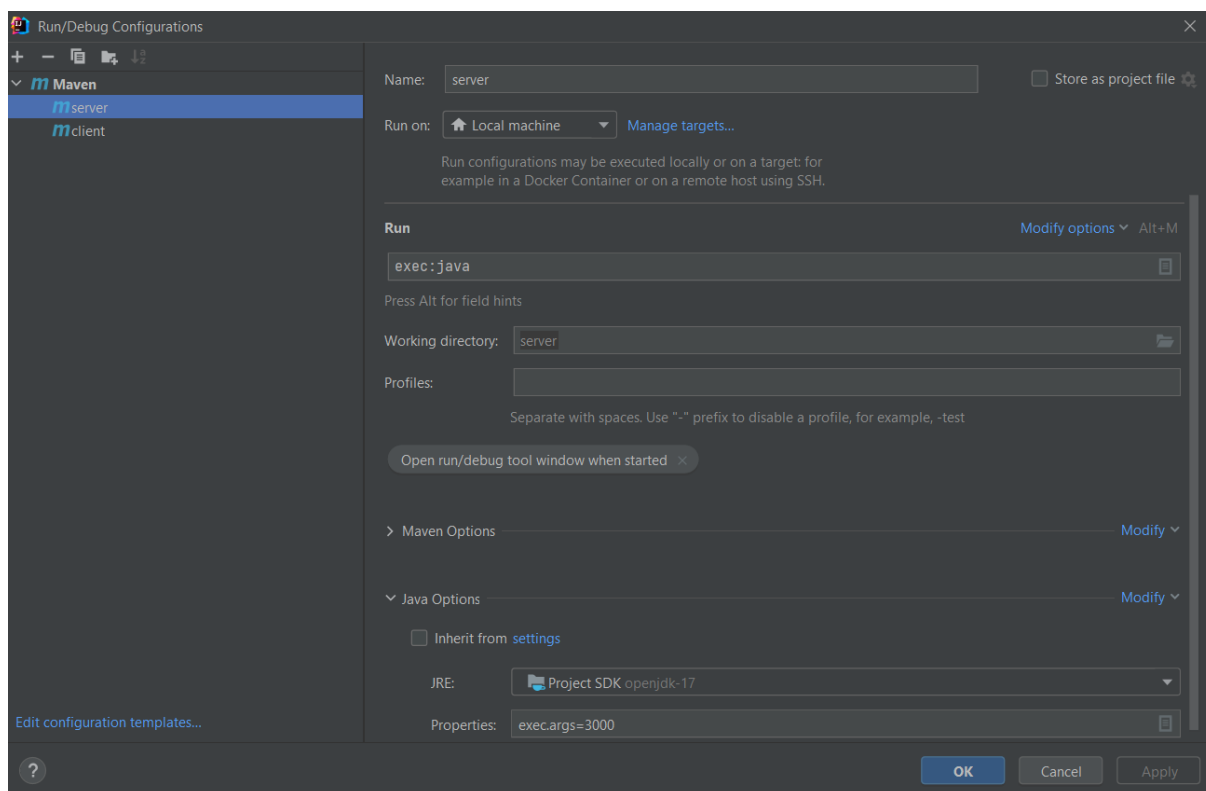 Run/Debug Configurations
Maven
server
client
Edit configuration templates...
Name: server
Store as project file
Run on: Local machine Manage targets...
Run configurations may be executed locally or on a target: for
example in a Docker Container or on a remote host using SSH.
Run Modify options Alt+M
exec:java
Press Alt for field hints
Working directory: server
Profiles:
Separate with spaces. Use "-" prefix to disable a profile, for example, -test
Open run/debug tool window when started
Maven Options Modify
Java Options Modify
Inherit from settings
JRE: Project SDK openjdk-17
Properties: exec.args=3000
? OK Cancel Apply